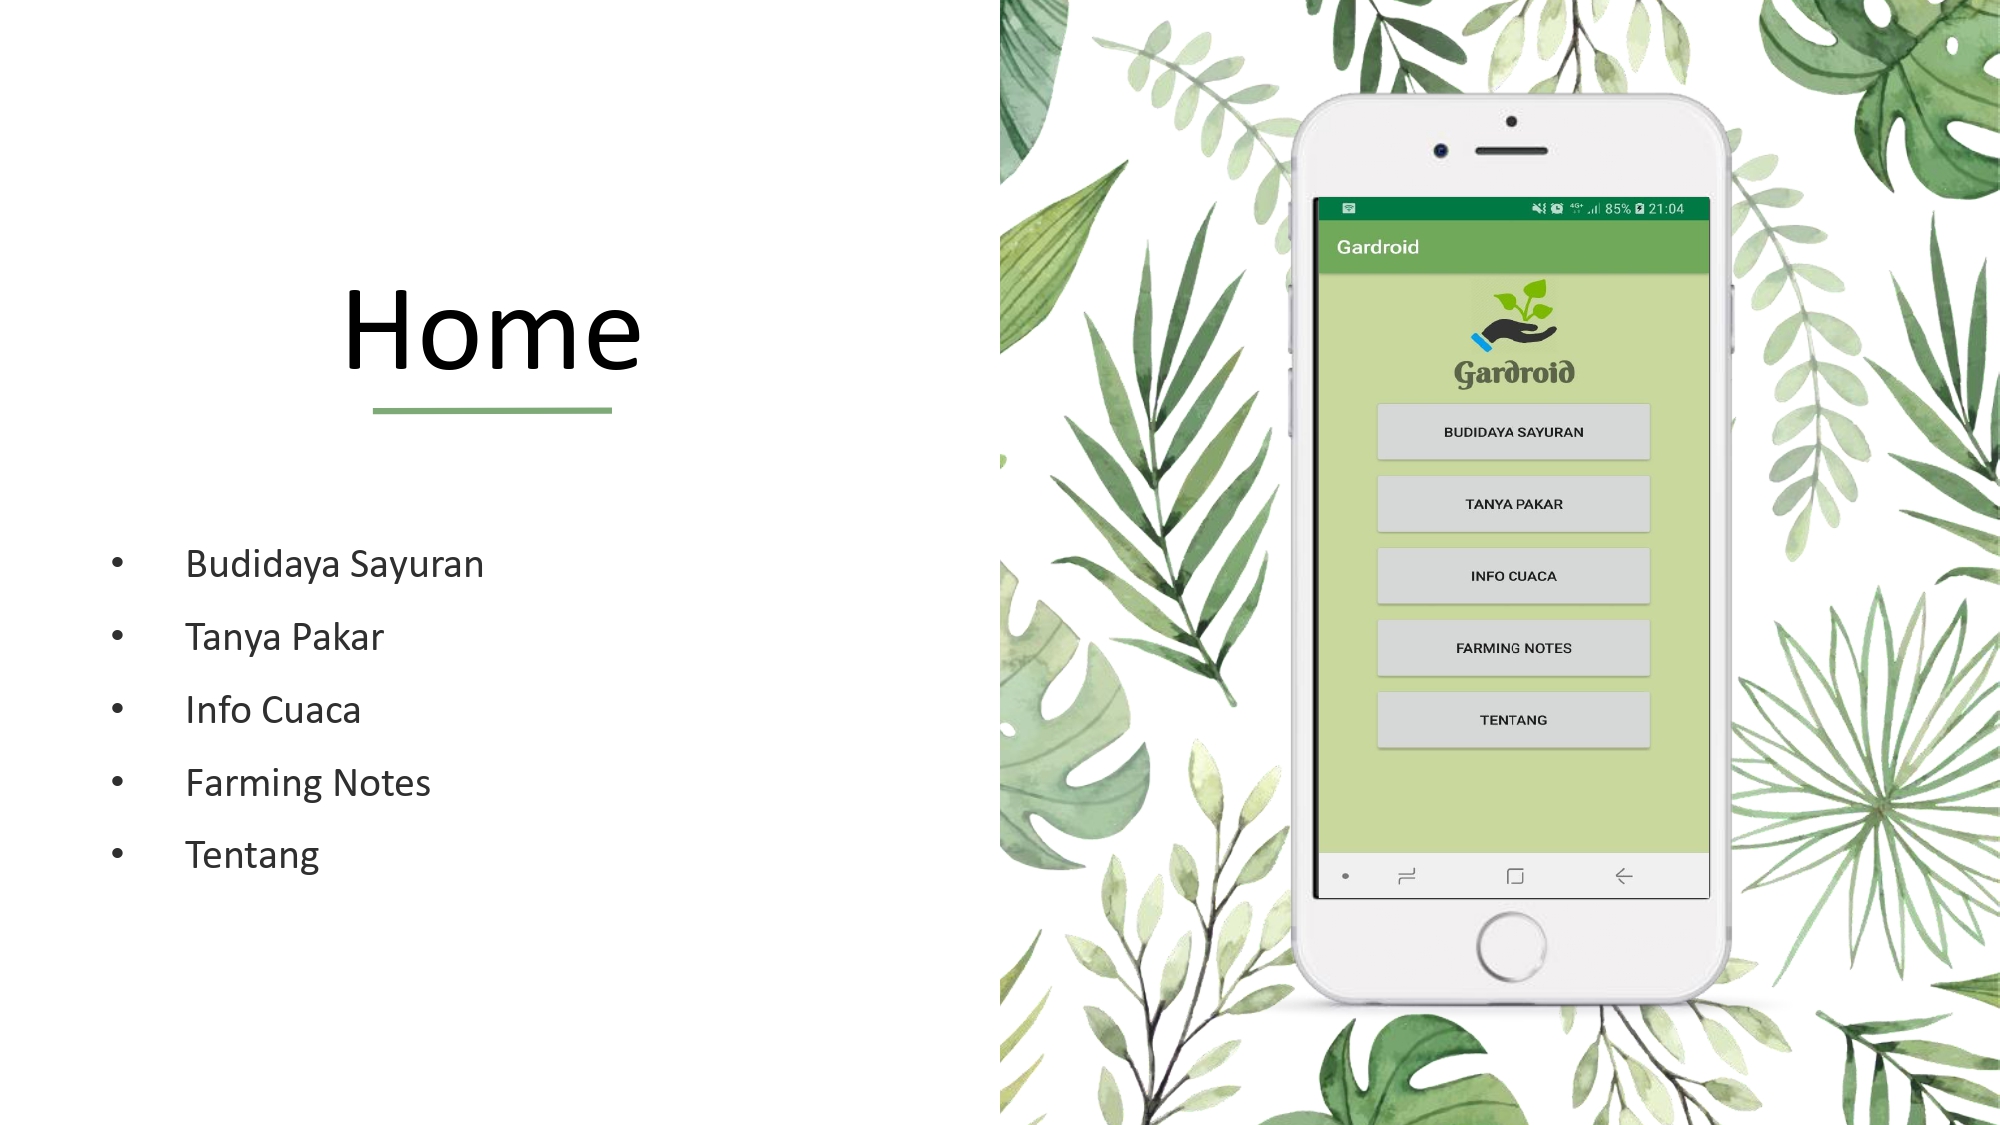 Home
• Budidaya Sayuran
• Tanya Pakar
• Info Cuaca
• Farming Notes
• Tentang
4G+ 85% 21:04
Gardroid
Gardroid
BUDIDAYA SAYURAN
TANYA PAKAR
INFO CUACA
FARMING NOTES
TENTANG